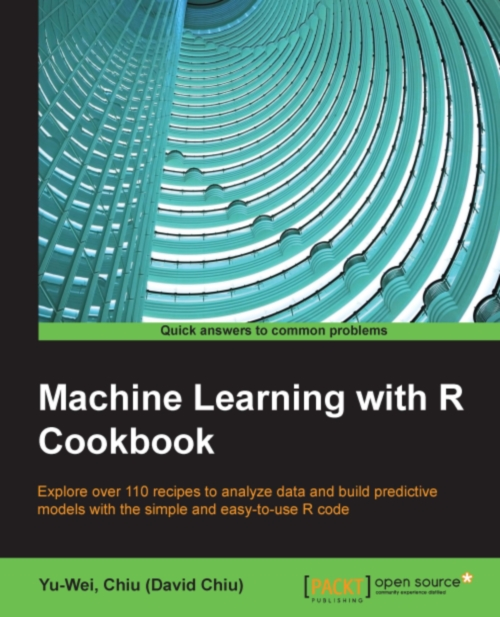 Quick answers to common problems
Machine Learning with R
Cookbook
Explore over 110 recipes to analyze data and build predictive
models with the simple and easy-to-use R code
Yu-Wei, Chiu (David Chiu)
[PACKT] open source*
PUBLISHING community experience distilled